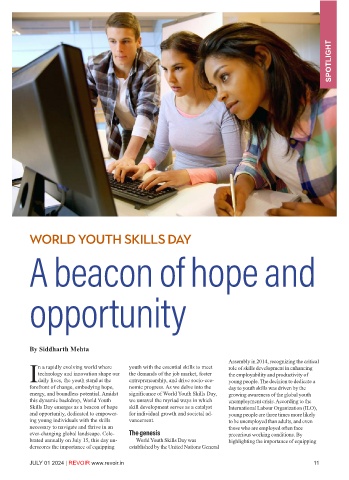 SPOTLIGHT
WORLD YOUTH SKILLS DAY
A beacon of hope and
opportunity
By Siddharth Mehta
In a rapidly evolving world where
technology and innovation shape our
daily lives, the youth stand at the
forefront of change, embodying hope,
energy, and boundless potential. Amidst
this dynamic backdrop, World Youth
Skills Day emerges as a beacon of hope
and opportunity, dedicated to empower-
ing young individuals with the skills
necessary to navigate and thrive in an
ever-changing global landscape. Cele-
brated annually on July 15, this day un-
derscores the importance of equipping
youth with the essential skills to meet
the demands of the job market, foster
entrepreneurship, and drive socio-eco-
nomic progress. As we delve into the
significance of World Youth Skills Day,
we unravel the myriad ways in which
skill development serves as a catalyst
for individual growth and societal ad-
vancement.
The genesis
World Youth Skills Day was
established by the United Nations General
Assembly in 2014, recognizing the critical
role of skills development in enhancing
the employability and productivity of
young people. The decision to dedicate a
day to youth skills was driven by the
growing awareness of the global youth
unemployment crisis. According to the
International Labour Organization (ILO),
young people are three times more likely
to be unemployed than adults, and even
those who are employed often face
precarious working conditions. By
highlighting the importance of equipping
JULY 01 2024 | REVOIR www.revoir.in
11